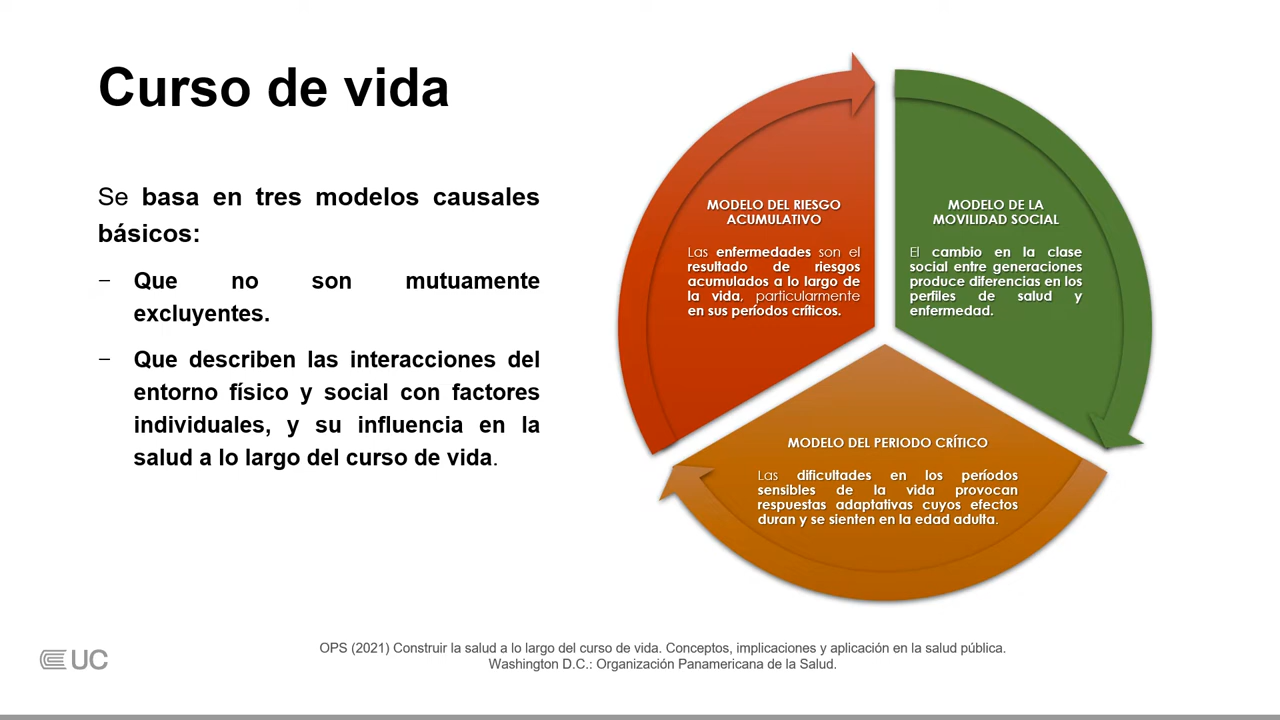 Curso de vida
Se basa en tres modelos causales
básicos:
– Que no son mutuamente
excluyentes.
– Que describen las interacciones del
entorno físico y social con factores
individuales, y su influencia en la
salud a lo largo del curso de vida.
MODELO DEL RIESGO
ACUMULATIVO
Las enfermedades son el
resultado de riesgos
acumulados a lo largo de
la vida, particularmente
en sus períodos críticos.
MODELO DE LA
MOVILIDAD SOCIAL
El cambio en la clase
social entre generaciones
produce diferencias en los
perfiles de salud y
enfermedad.
MODELO DEL PERIODO CRÍTICO
Las dificultades en los períodos
sensibles de la vida provocan
respuestas adaptativas cuyos efectos
duran y se sienten en la edad adulta.
UC
OPS (2021) Construir la salud a lo largo del curso de vida. Conceptos, implicaciones y aplicación en la salud pública.
Washington D.C.: Organización Panamericana de la Salud.